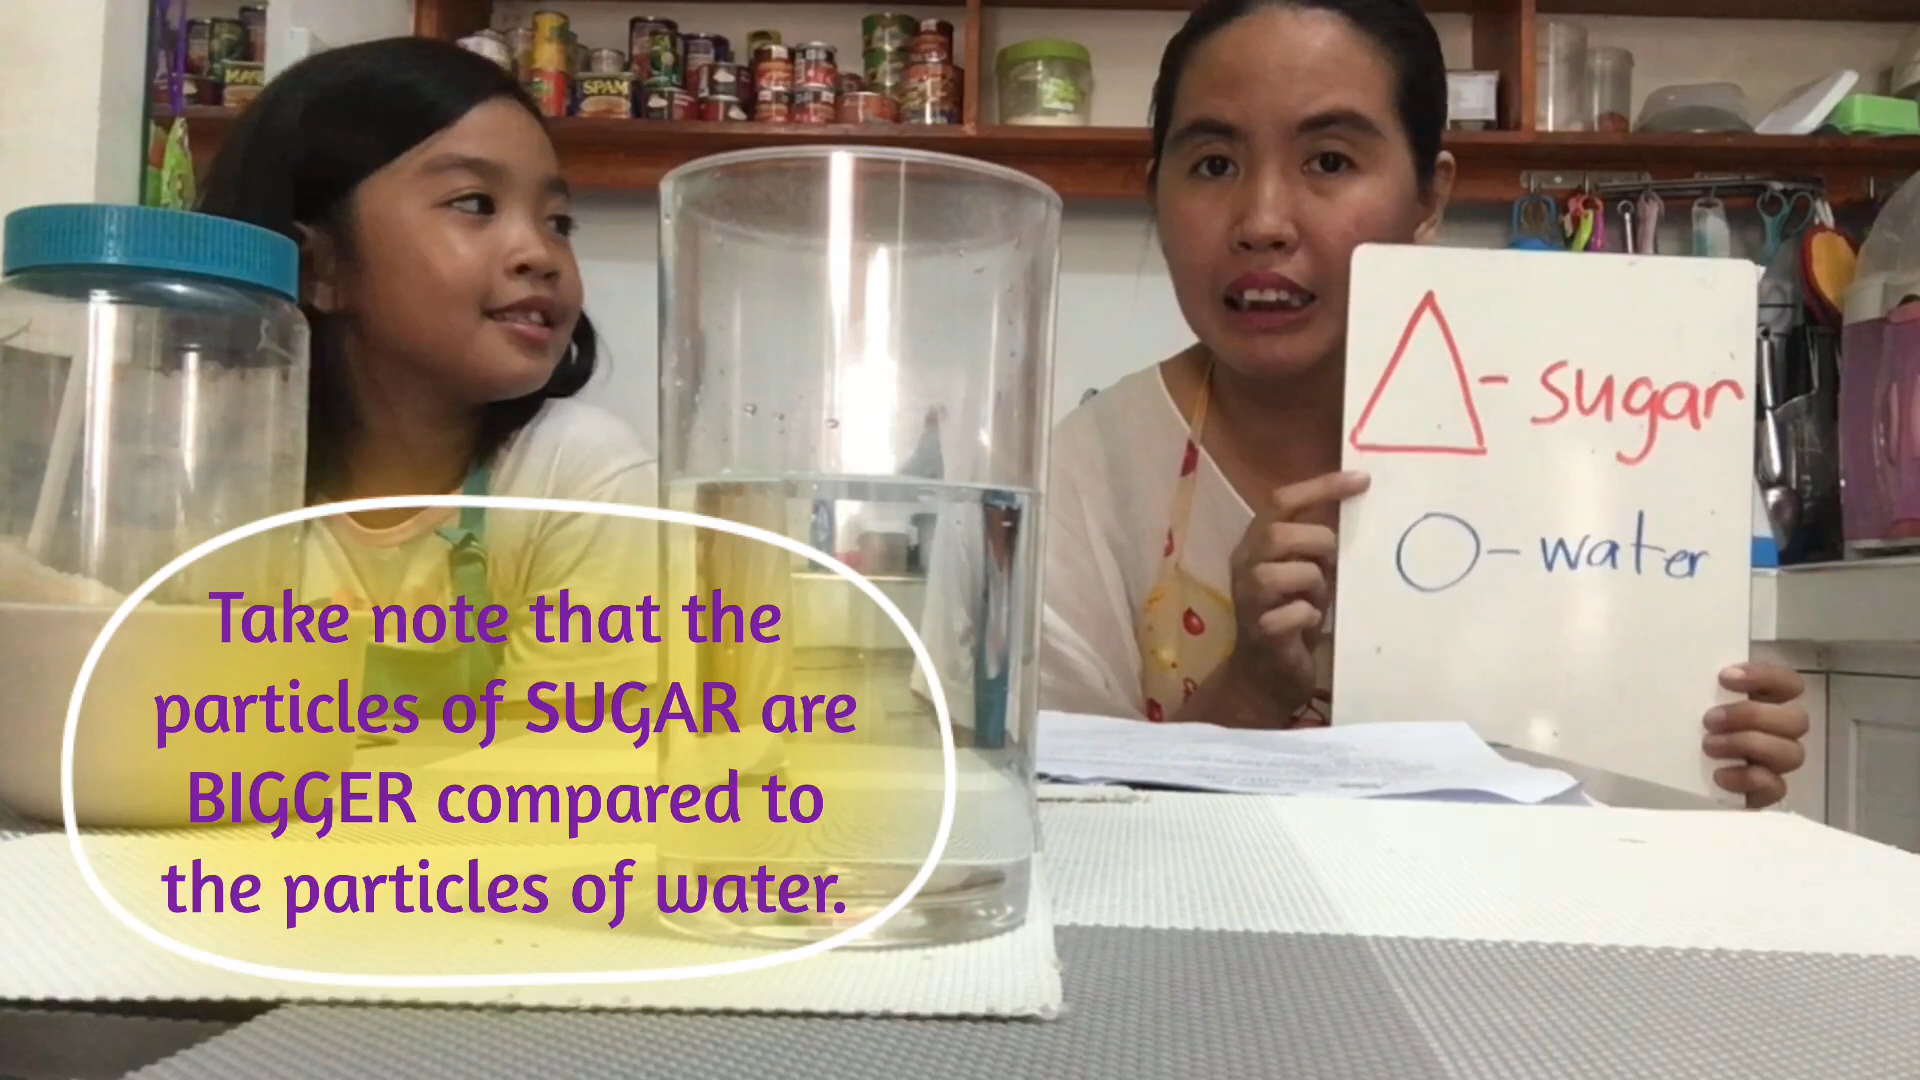 SPAM
△- sugar
O - water
Take note that the
particles of SUGAR are
BIGGER compared to
the particles of water.